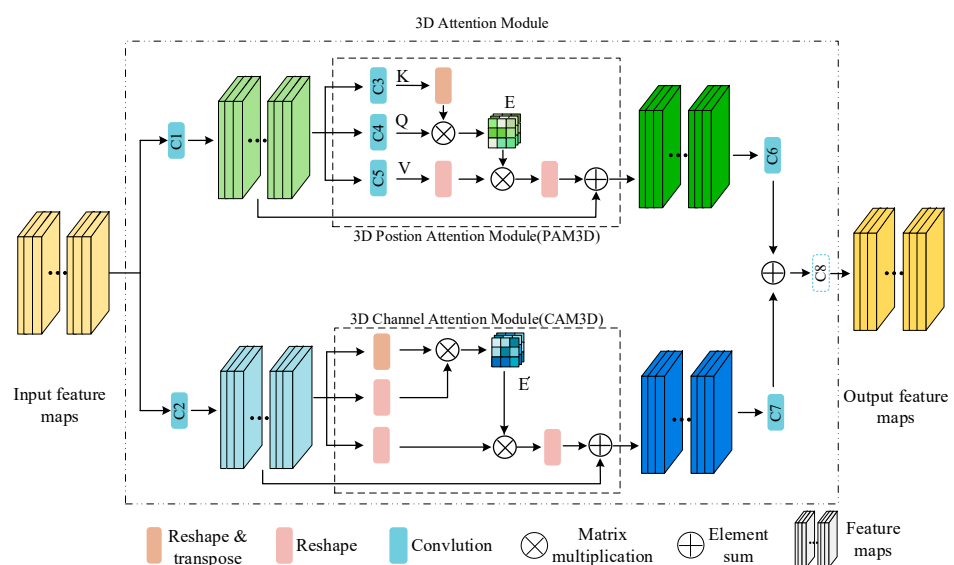 3D Attention Module
C1
C3
K
C4
Q
C5
V
E
3D Postion Attention Module(PAM3D)
C6
C8
3D Channel Attention Module(CAM3D)
E'
C2
C7
Input feature
maps
Output feature
maps
Reshape &
transpose
Reshape
Convlution
Matrix
multiplication
Element
sum
Feature
maps